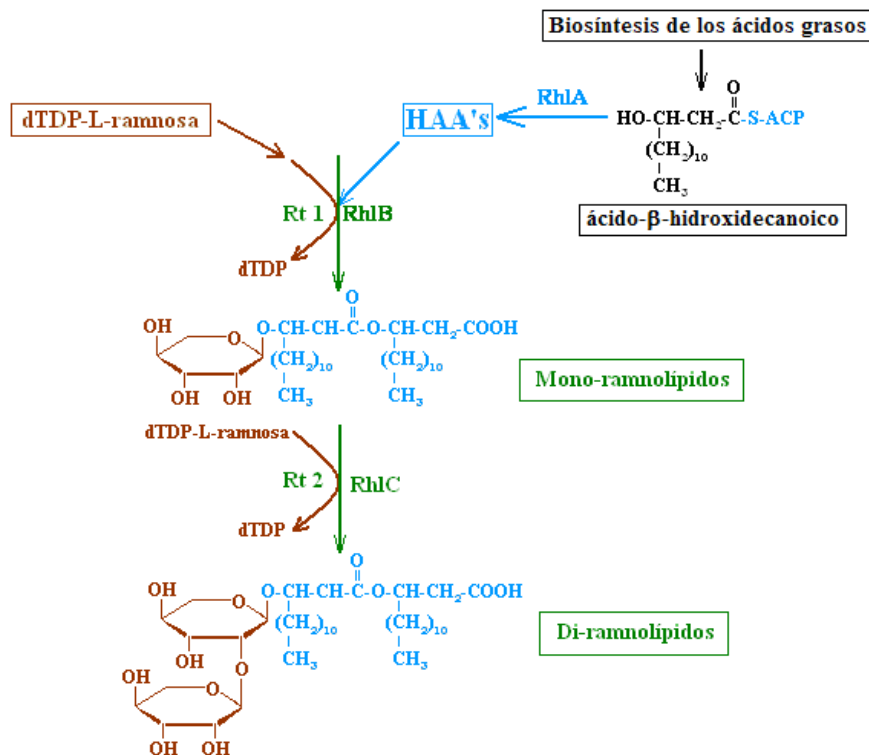 Biosíntesis de los ácidos grasos
dTDP-L-ramnosa
HAA's
RhlA
O
HO-CH-CH₂-C-S-ACP
(CH₂)₁₀
CH₃
ácido-β-hidroxidecanoico
Rt 1
RhlB
dTDP
O
O-CH-CH-C-O-CH-CH₂-COOH
OH
O
(CH₂)₁₀
(CH₂)₁₀
OH
OH
CH₃
CH₃
Mono-ramnolípidos
dTDP-L-ramnosa
Rt 2
RhlC
dTDP
O
O-CH-CH-C-O-CH-CH₂-COOH
OH
O
(CH₂)₁₀
(CH₂)₁₀
OH
OH
CH₃
CH₃
O
Di-ramnolípidos
OH
O
OH
OH